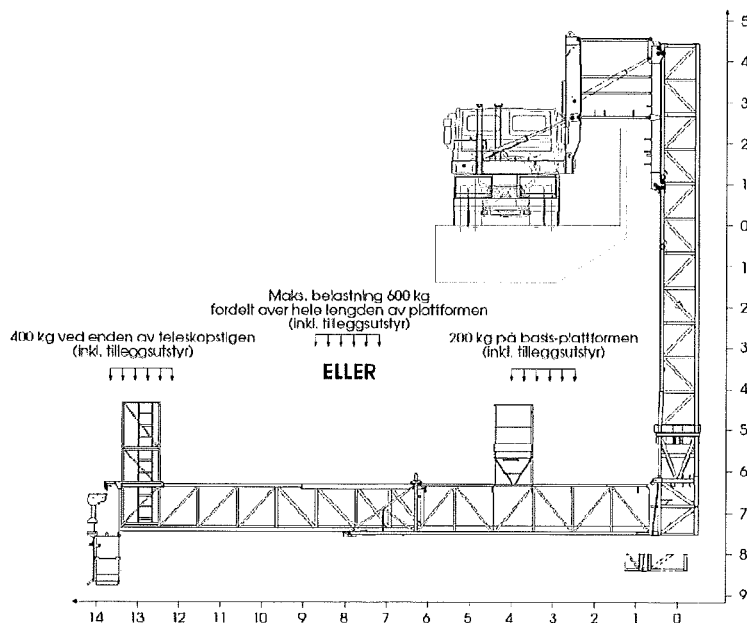 Maks. belastning 600 kg
fordelt over hele lengden av plattformen
(inkl. tilleggsutstyr)
400 kg ved enden av teleskopstigen
(inkl. tilleggsutstyr)
200 kg på basis-plattformen
(inkl. tilleggsutstyr)
ELLER
5
4
3
2
1
0
1
2
3
4
5
6
7
8
9
14 13 12 11 10 9 8 7 6 5 4 3 2 1 0